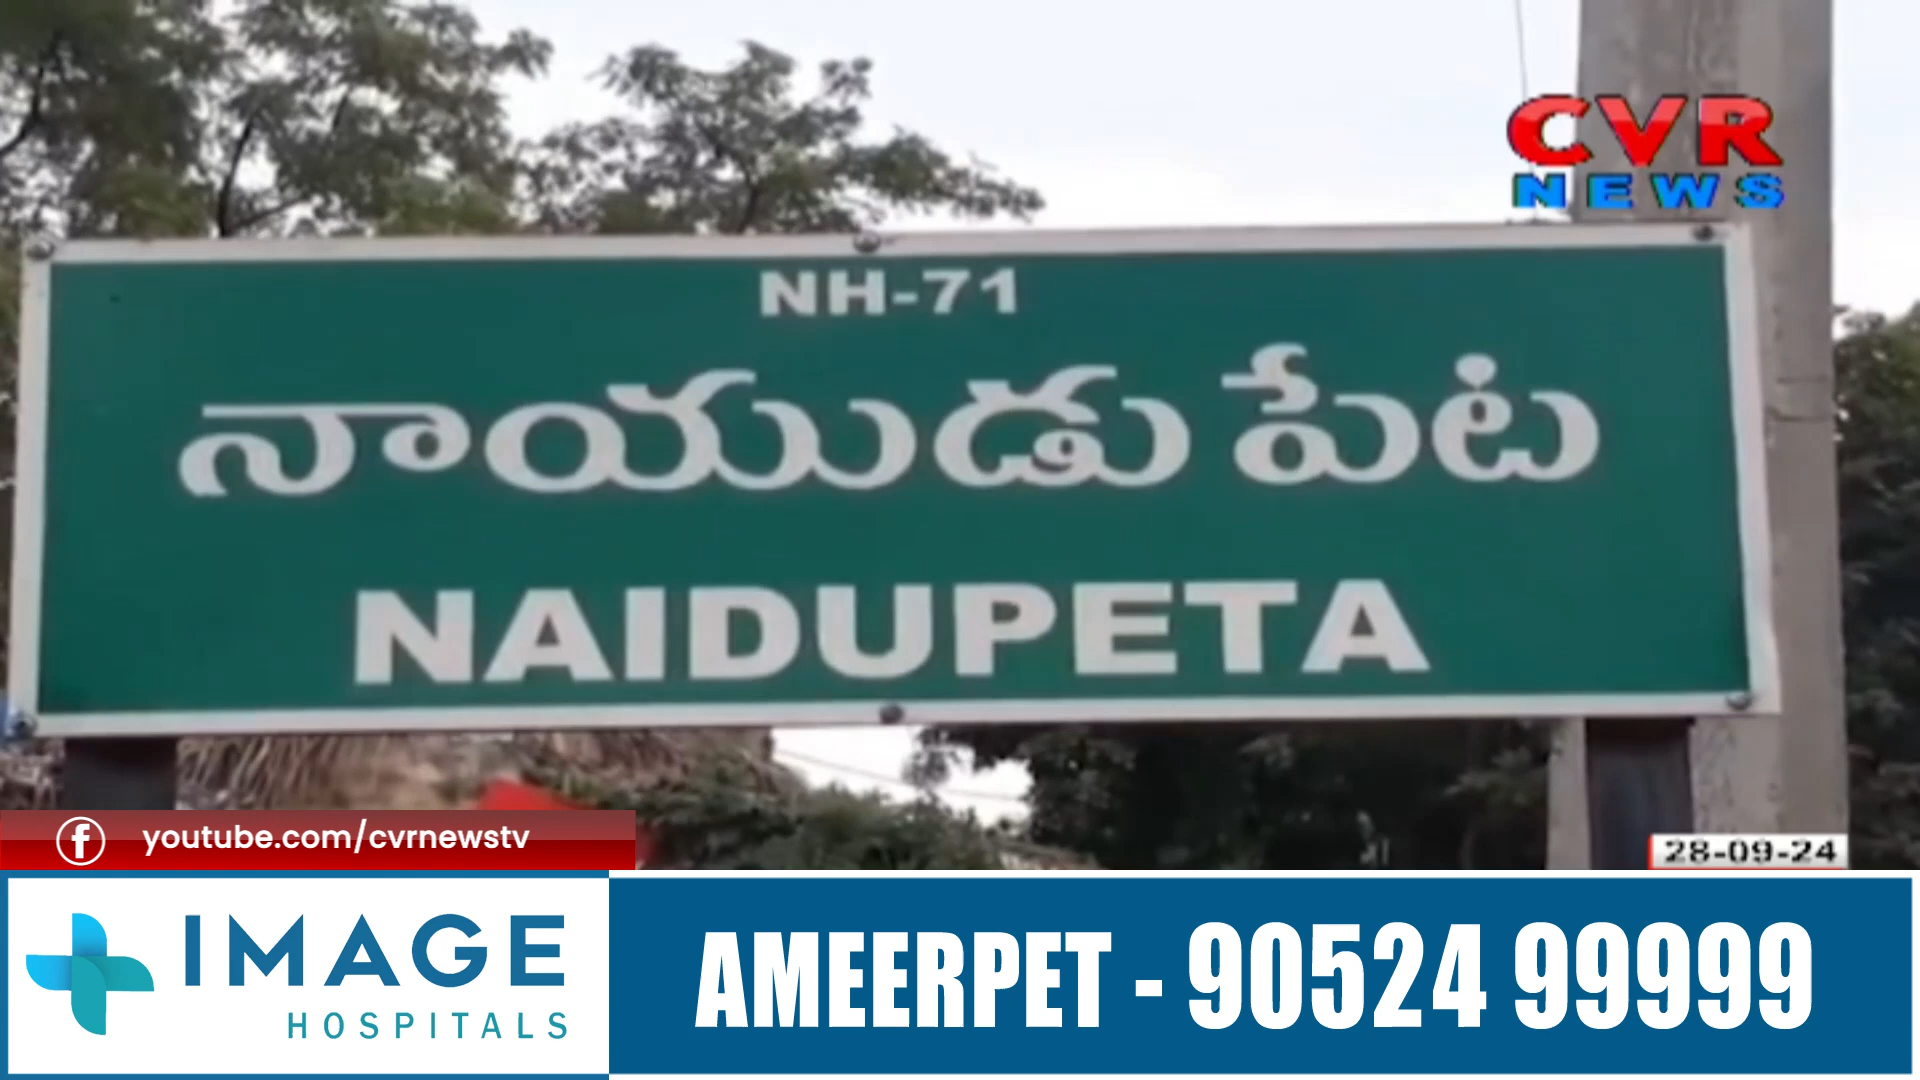 CVR
NEWS
NH-71
నాయుడు పేట
NAIDUPETA
youtube.com/cvrnewstv
28-09-24
IMAGE
HOSPITALS
AMEERPET - 90524 99999